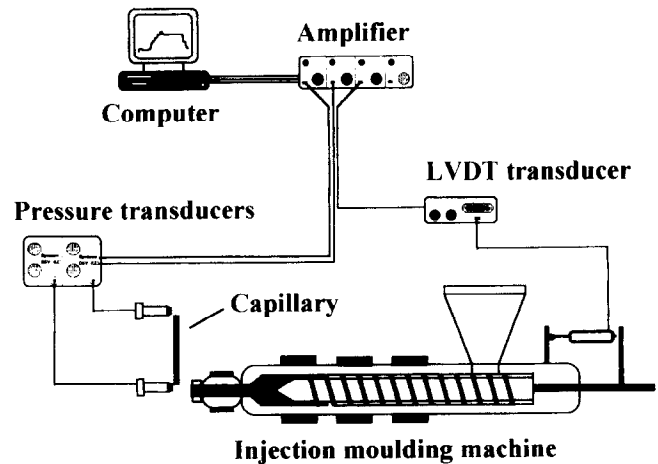 Amplifier
Computer
LVDT transducer
Pressure transducers
Capillary
Injection moulding machine